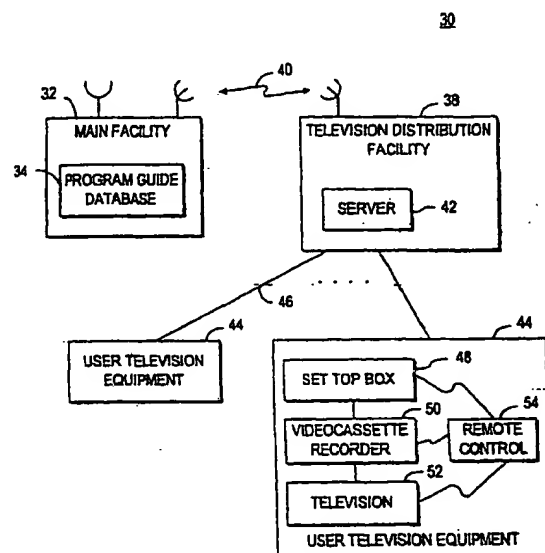 30
40
32
38
MAIN FACILITY
34
PROGRAM GUIDE
DATABASE
TELEVISION DISTRIBUTION
FACILITY
SERVER
42
46
44
44
USER TELEVISION
EQUIPMENT
48
SET TOP BOX
50
54
VIDEOCASSETTE
RECORDER
REMOTE
CONTROL
52
TELEVISION
USER TELEVISION EQUIPMENT